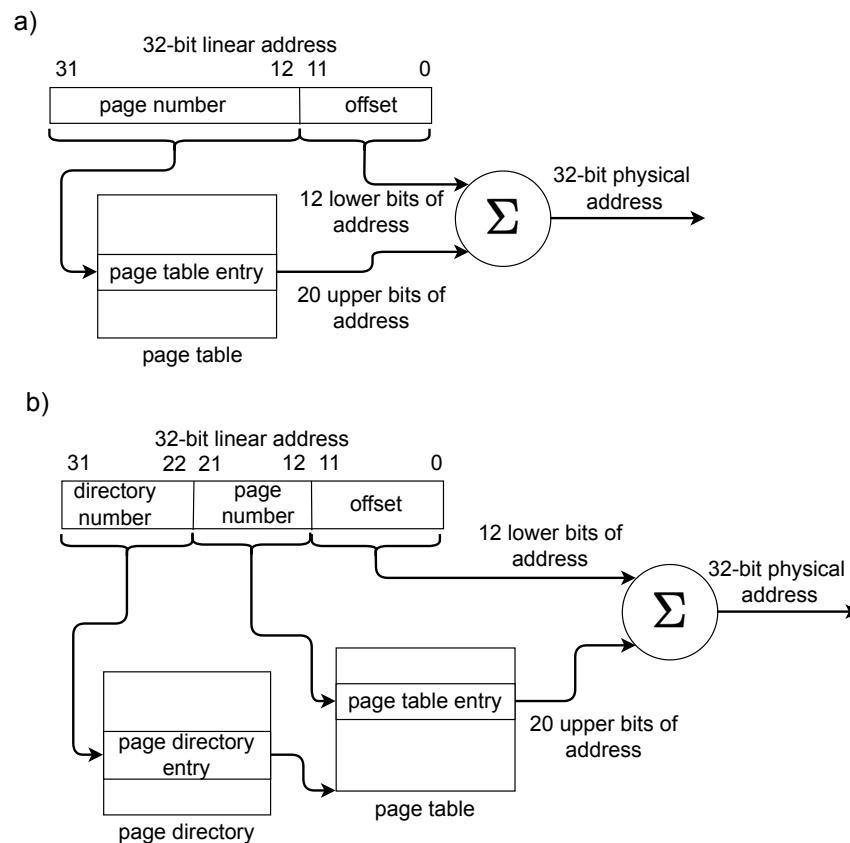 a)
32-bit linear address
31 12 11 0
page number offset
32-bit physical
address
12 lower bits of
address
Σ
page table entry
20 upper bits of
address
page table
b)
32-bit linear address
31 22 21 12 11 0
directory
number
page
number
offset
12 lower bits of
address
32-bit physical
address
Σ
page table entry
20 upper bits of
address
page directory
entry
page table
page directory